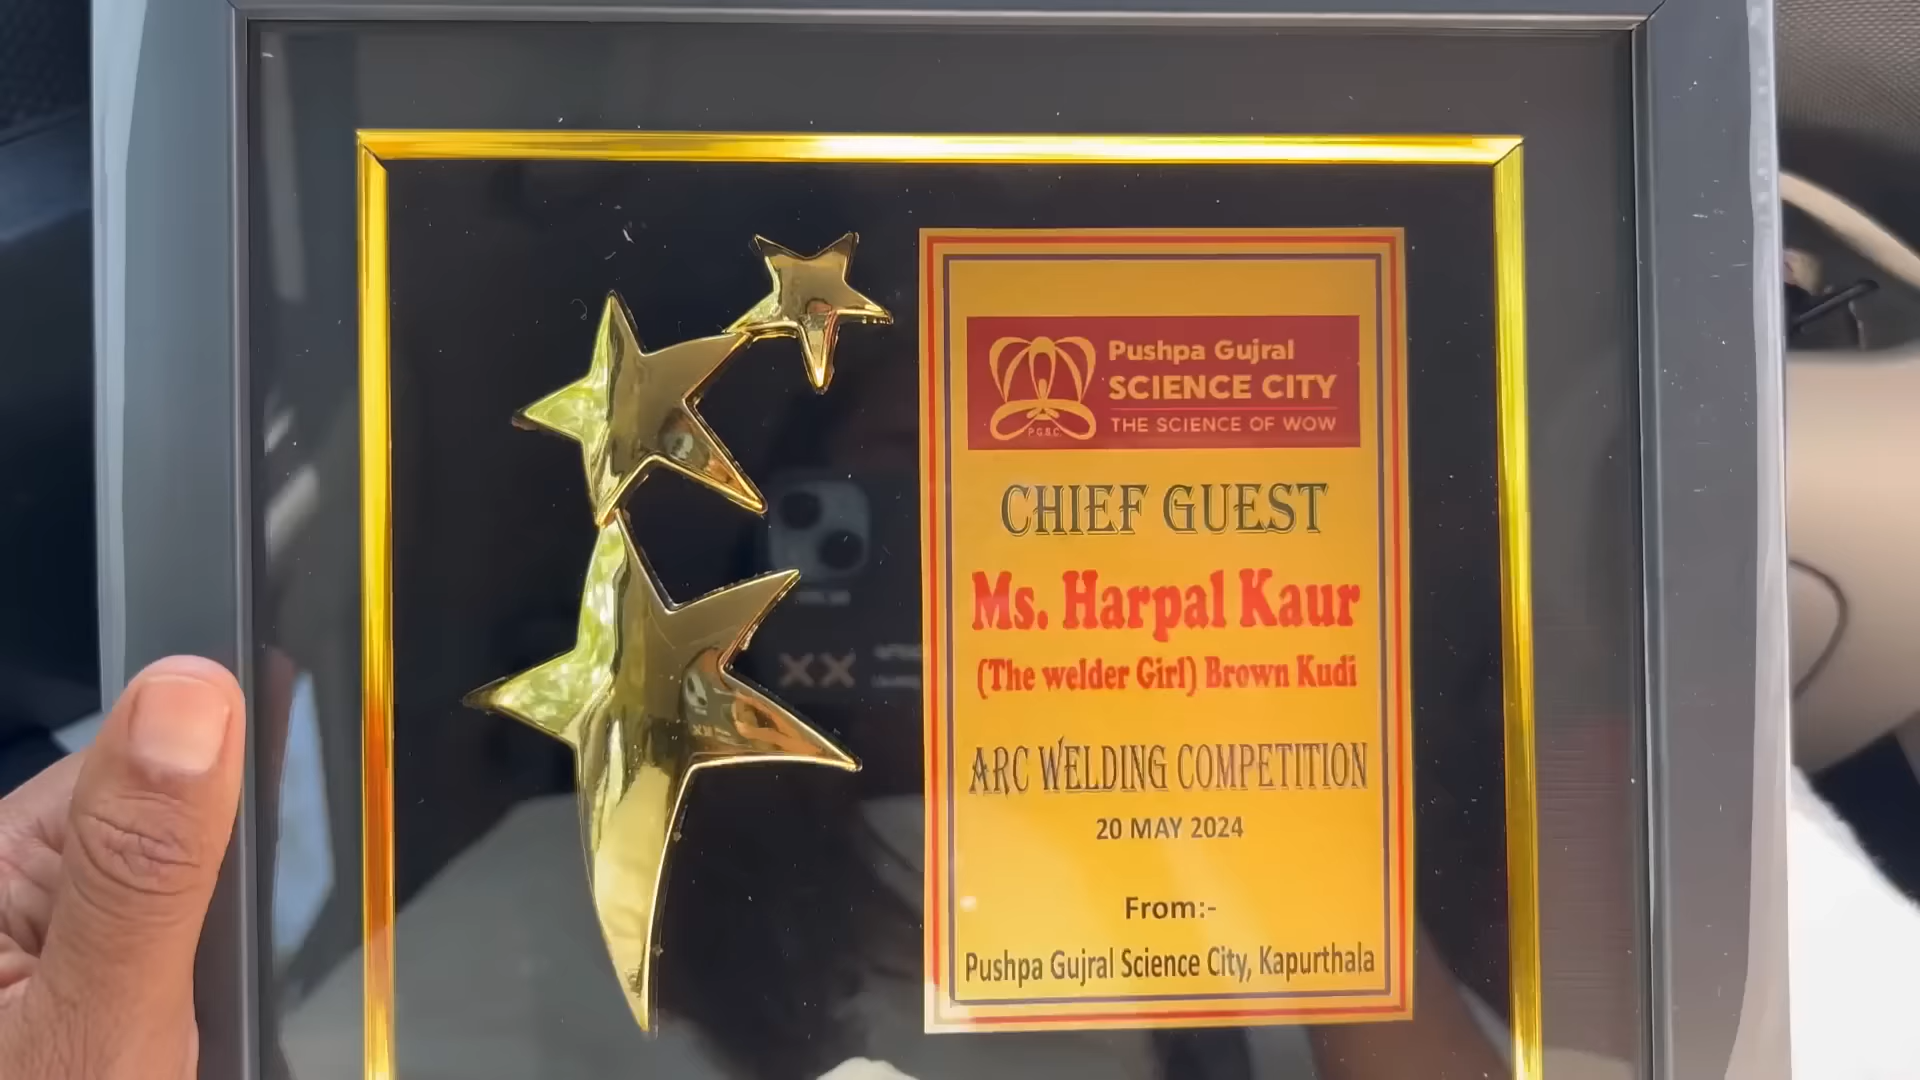 Pushpa Gujral
SCIENCE CITY
THE SCIENCE OF WOW
P.G.S.C.
CHIEF GUEST
Ms. Harpal Kaur
(The welder Girl) Brown Kudi
ARC WELDING COMPETITION
20 MAY 2024
From:-
Pushpa Gujral Science City, Kapurthala